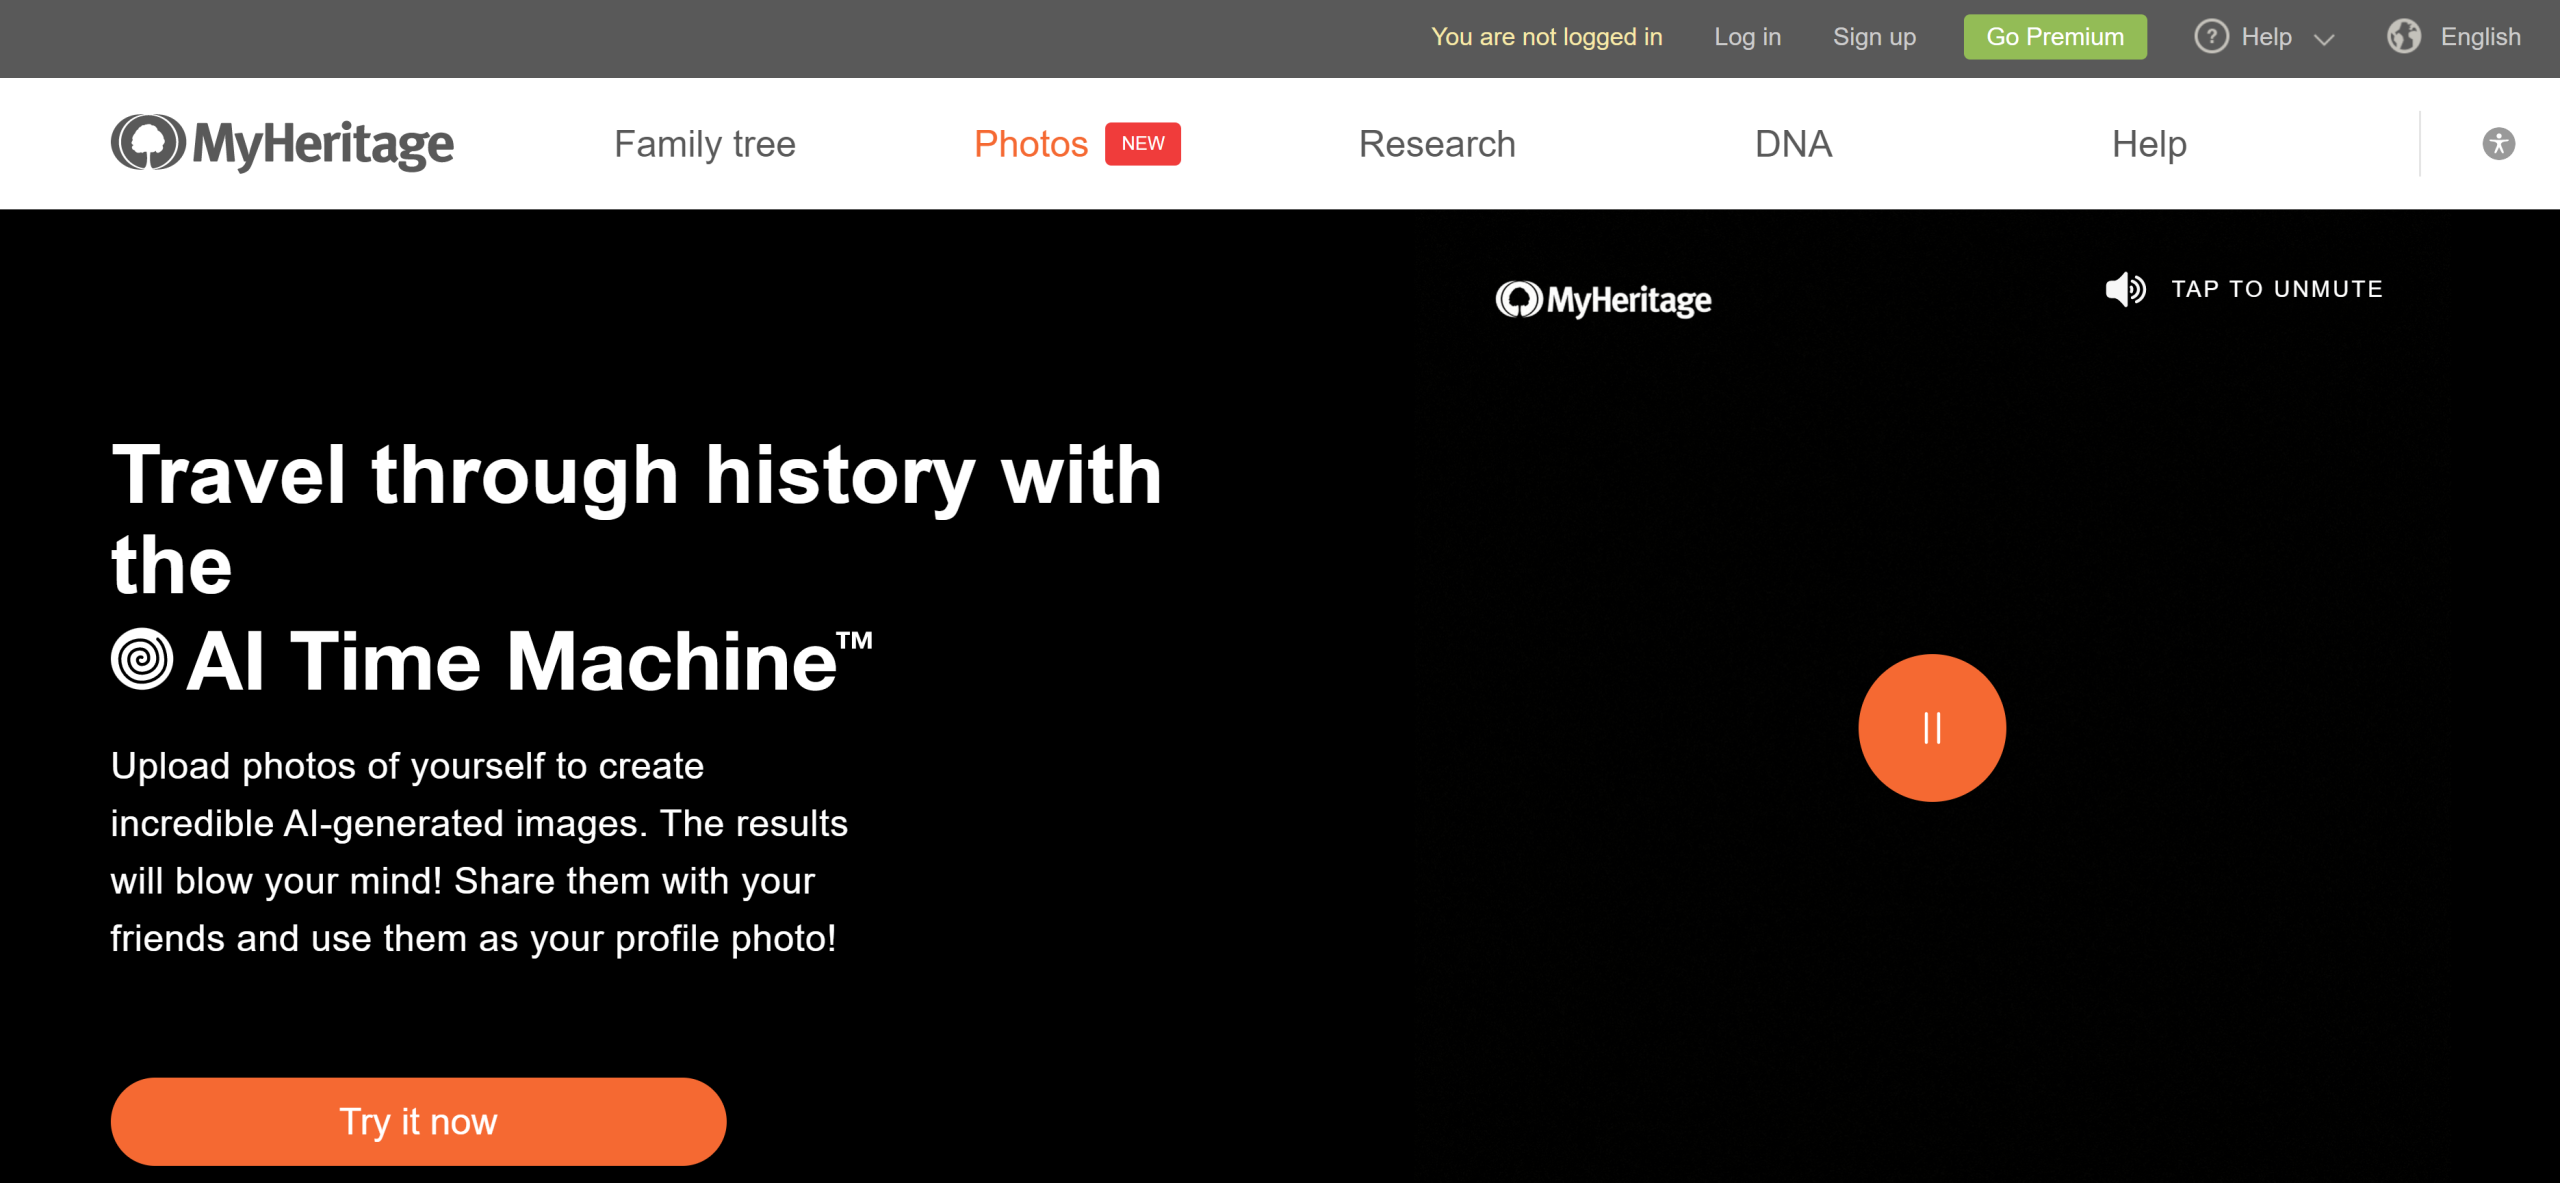 You are not logged in Log in Sign up Go Premium ? Help English
MyHeritage Family tree Photos NEW Research DNA Help
MyHeritage TAP TO UNMUTE
Travel through history with
the
AI Time Machine™
Upload photos of yourself to create
incredible AI-generated images. The results
will blow your mind! Share them with your
friends and use them as your profile photo!
Try it now